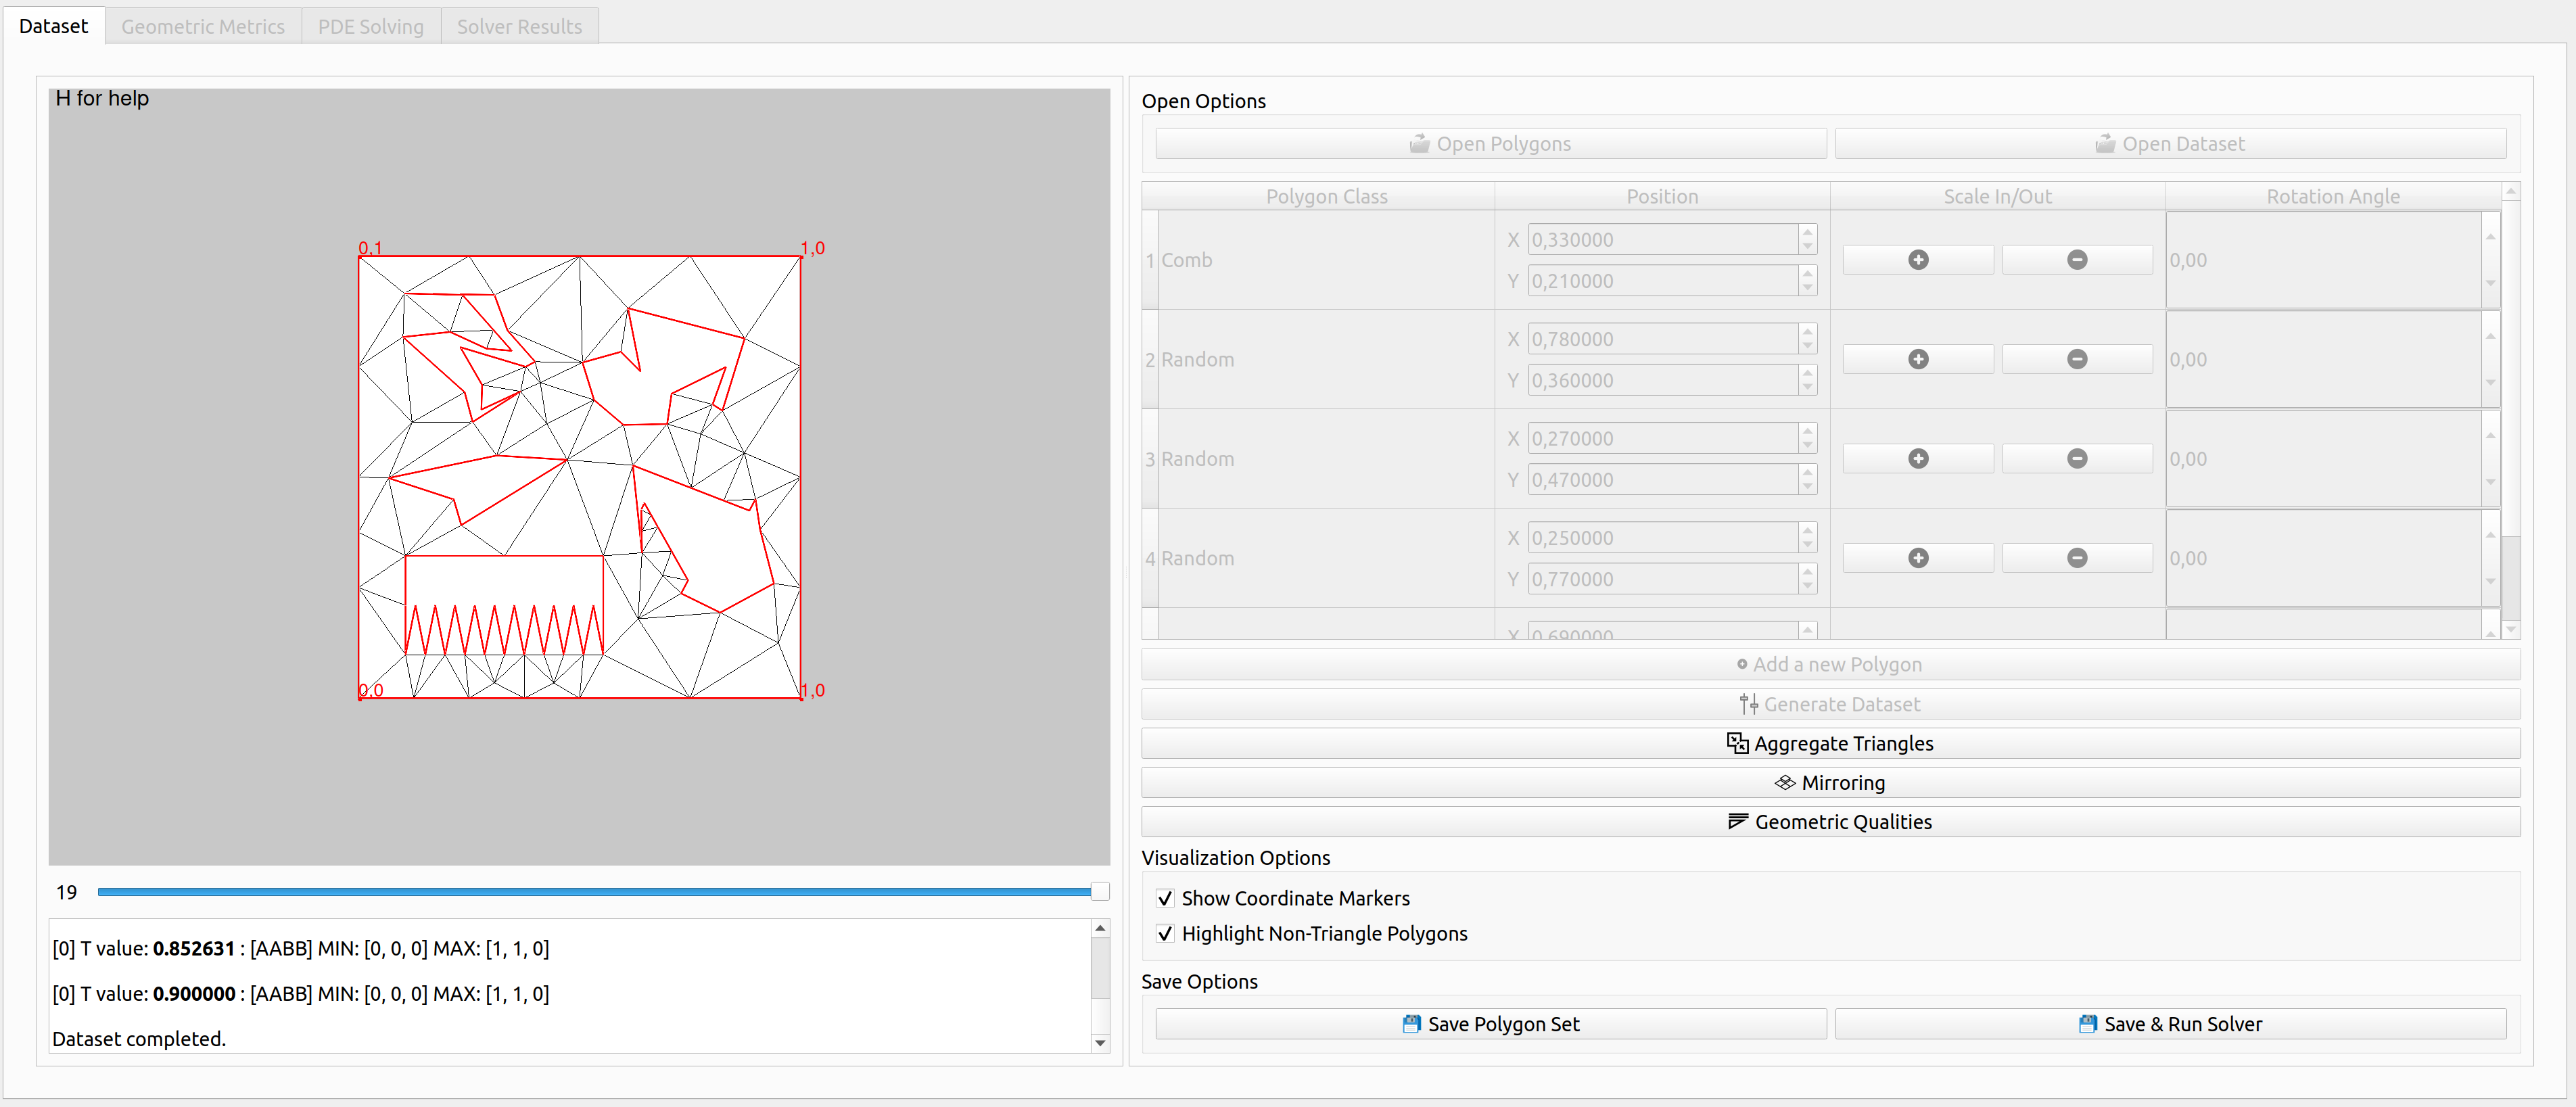 Dataset Geometric Metrics PDE Solving Solver Results
H for help
0,1 1,0
0,0 1,0
19
[0] T value: 0.852631 : [AABB] MIN: [0, 0, 0] MAX: [1, 1, 0]
[0] T value: 0.900000 : [AABB] MIN: [0, 0, 0] MAX: [1, 1, 0]
Dataset completed.
Open Options
Open Polygons Open Dataset
Polygon Class Position Scale In/Out Rotation Angle
X 0,330000
1 Comb 0,00
Y 0,210000
X 0,780000
2 Random 0,00
Y 0,360000
X 0,270000
3 Random 0,00
Y 0,470000
X 0,250000
4 Random 0,00
Y 0,770000
X 0,690000
Add a new Polygon
Generate Dataset
Aggregate Triangles
Mirroring
Geometric Qualities
Visualization Options
Show Coordinate Markers
Highlight Non-Triangle Polygons
Save Options
Save Polygon Set Save & Run Solver